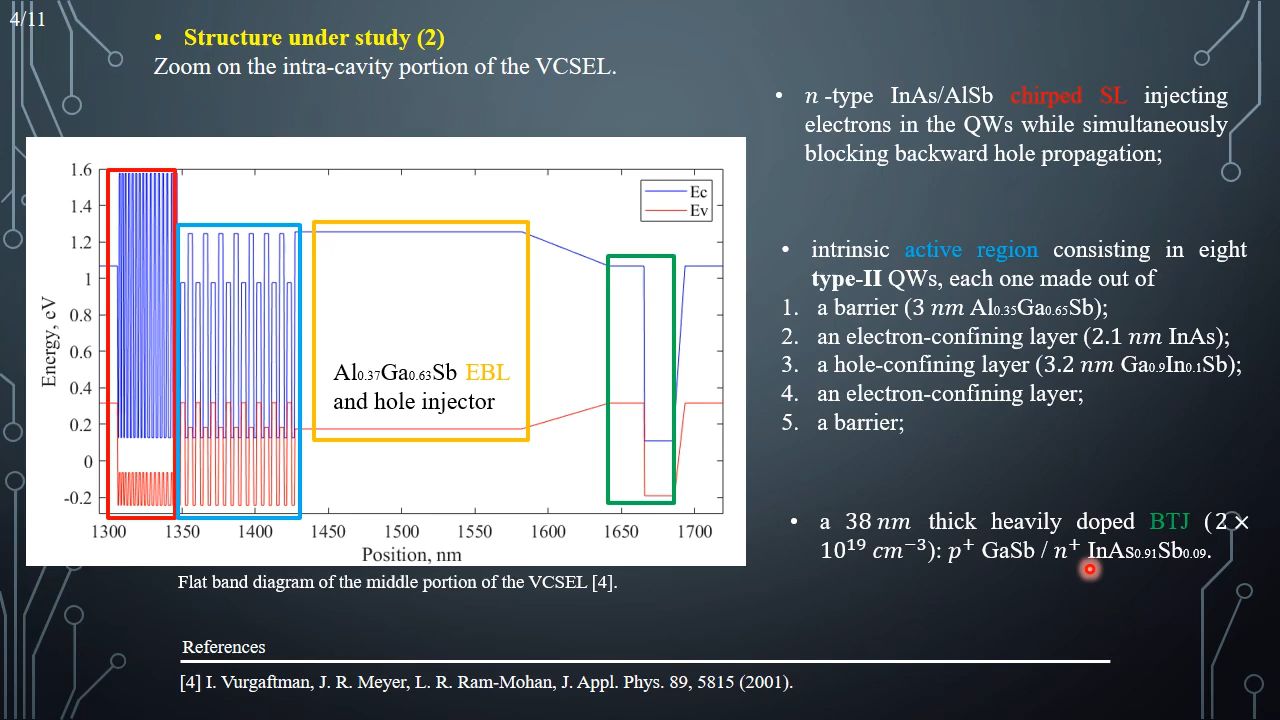 4/11
• Structure under study (2)
Zoom on the intra-cavity portion of the VCSEL.
Energy, eV
1.6
1.4
1.2
1
0.8
0.6
0.4
0.2
0
-0.2
Ec
Ev
Al0.37Ga0.63Sb EBL
and hole injector
1300 1350 1400 1450 1500 1550 1600 1650 1700
Position, nm
Flat band diagram of the middle portion of the VCSEL [4].
• n -type InAs/AlSb chirped SL injecting
electrons in the QWs while simultaneously
blocking backward hole propagation;
• intrinsic active region consisting in eight
type-II QWs, each one made out of
1. a barrier (3 nm Al0.35Ga0.65Sb);
2. an electron-confining layer (2.1 nm InAs);
3. a hole-confining layer (3.2 nm Ga0.9In0.1Sb);
4. an electron-confining layer;
5. a barrier;
• a 38 nm thick heavily doped BTJ (2 ×
10¹⁹ cm⁻³): p⁺ GaSb / n⁺ InAs0.91Sb0.09.
References
[4] I. Vurgaftman, J. R. Meyer, L. R. Ram-Mohan, J. Appl. Phys. 89, 5815 (2001).